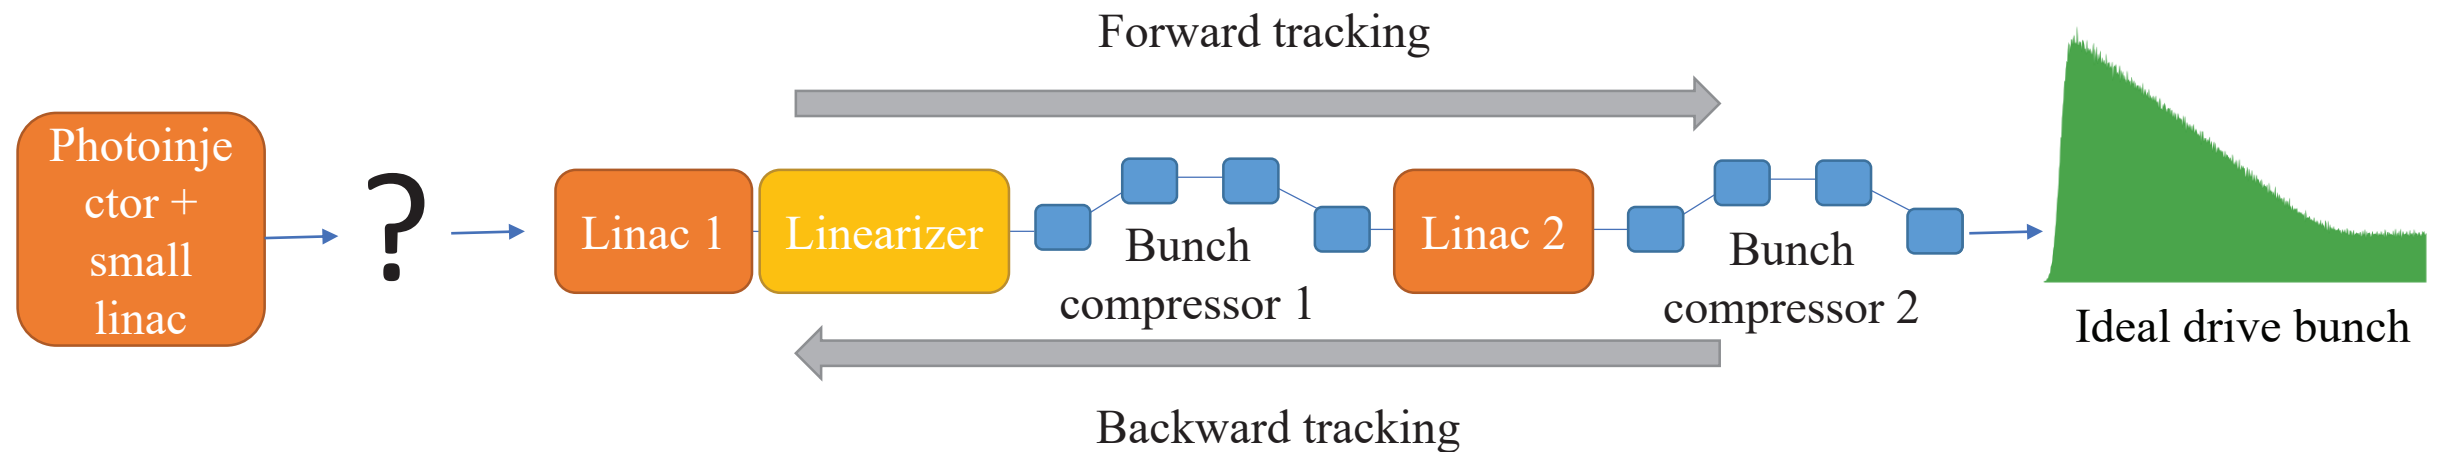 Forward tracking
Photoinje
ctor +
small
linac
?
Linac 1
Linearizer
Bunch
compressor 1
Linac 2
Bunch
compressor 2
Ideal drive bunch
Backward tracking